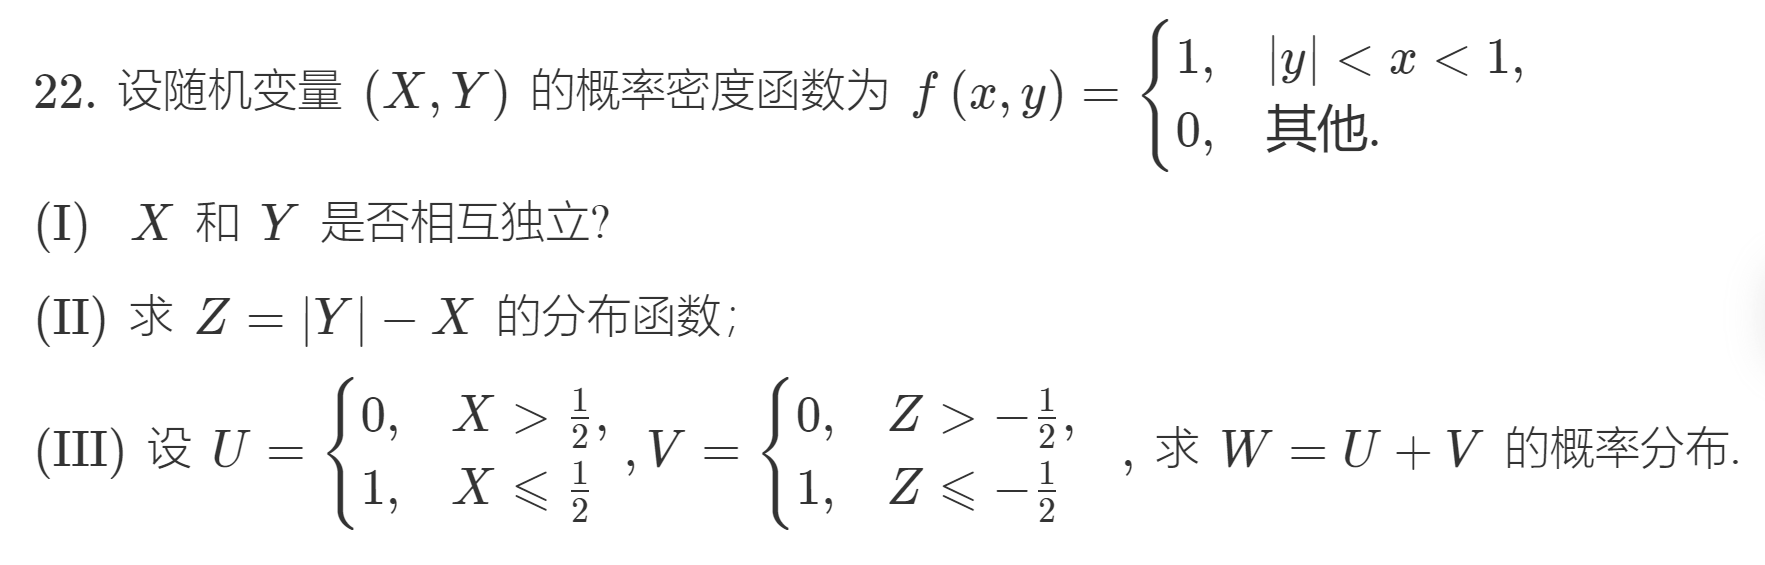 22. 设随机变量 (X, Y) 的概率密度函数为 f (x, y) = { 1, |y| < x < 1, 0, 其他.
(I) X 和 Y 是否相互独立?
(II) 求 Z = |Y| − X 的分布函数;
(III) 设 U = { 0, X > 1/2, 1, X ⩽ 1/2 , V = { 0, Z > −1/2, 1, Z ⩽ −1/2 , 求 W = U + V 的概率分布.